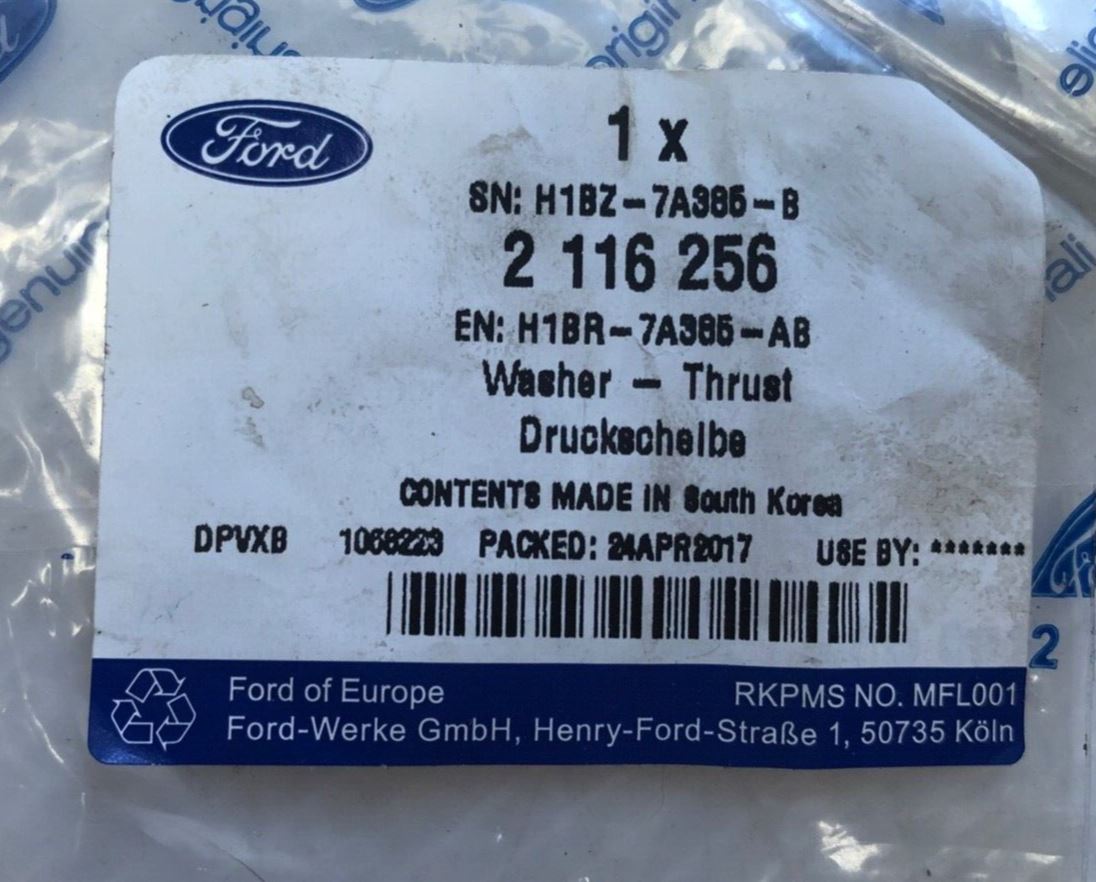 Ford
1 x
SN: H1BZ-7A385-B
2 116 256
EN: H1BR-7A385-AB
Washer - Thrust
Druckscheibe
CONTENTS MADE IN South Korea
DPVXB 1068223 PACKED: 24APR2017 USE BY: *******
Ford of Europe RKPMS NO. MFL001
Ford-Werke GmbH, Henry-Ford-Straße 1, 50735 Köln
2